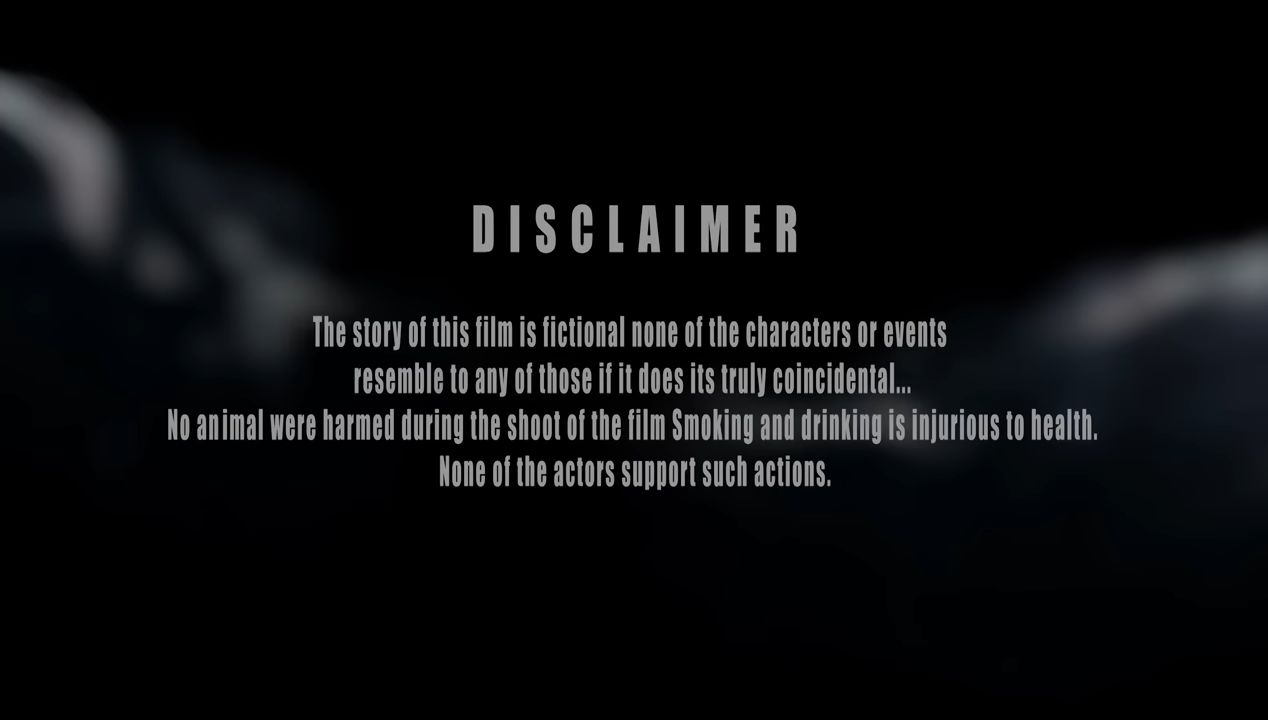 DISCLAIMER
The story of this film is fictional none of the characters or events
resemble to any of those if it does its truly coincidental...
No animal were harmed during the shoot of the film Smoking and drinking is injurious to health.
None of the actors support such actions.